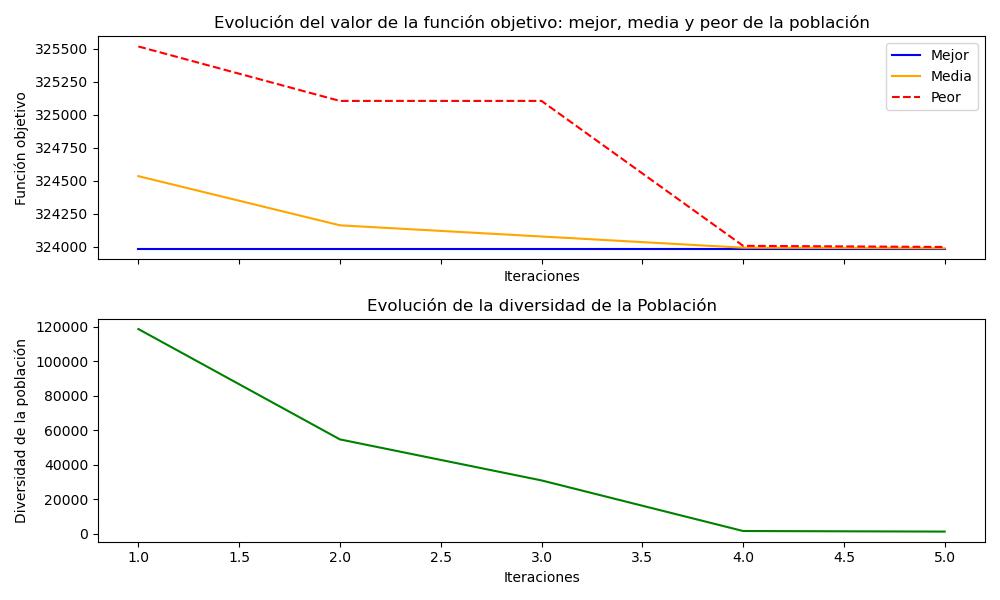 Evolución del valor de la función objetivo: mejor, media y peor de la población
325500
325250
325000
324750
324500
324250
324000
Función objetivo
Mejor
Media
Peor
Iteraciones
Evolución de la diversidad de la Población
120000
100000
80000
60000
40000
20000
0
Diversidad de la población
1.0 1.5 2.0 2.5 3.0 3.5 4.0 4.5 5.0
Iteraciones